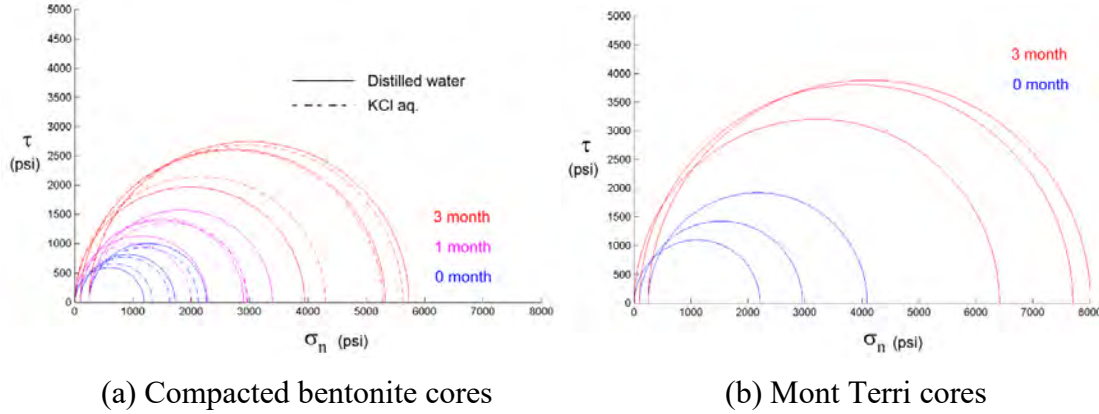 5000
4500
4000
3500
3000
2500
2000
1500
1000
500
0
τ
(psi)
Distilled water
KCl aq.
3 month
1 month
0 month
0 1000 2000 3000 4000 5000 6000 7000 8000
σn (psi)
(a) Compacted bentonite cores
5000
4500
4000
3500
3000
2500
2000
1500
1000
500
0
τ
(psi)
3 month
0 month
0 1000 2000 3000 4000 5000 6000 7000 8000
σn (psi)
(b) Mont Terri cores